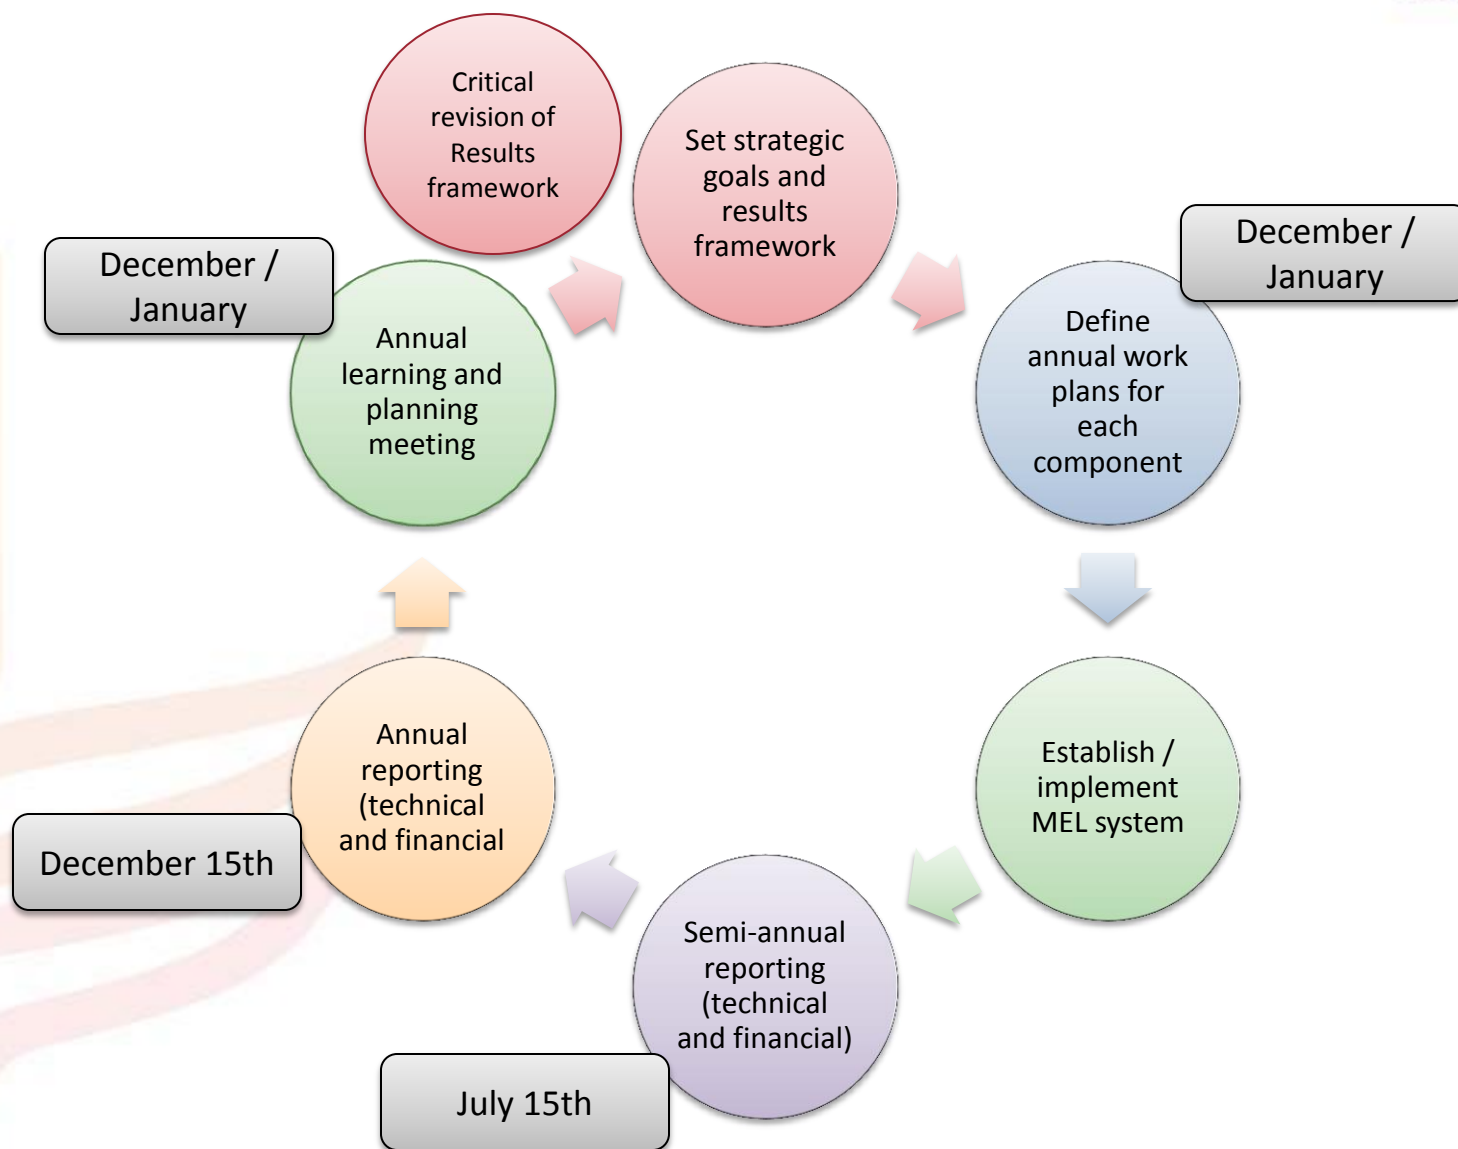 Critical
revision of
Results
framework
Set strategic
goals and
results
framework
December /
January
Define
annual work
plans for
each
component
Establish /
implement
MEL system
Semi-annual
reporting
(technical
and financial)
July 15th
Annual
reporting
(technical
and financial
December 15th
Annual
learning and
planning
meeting
December /
January